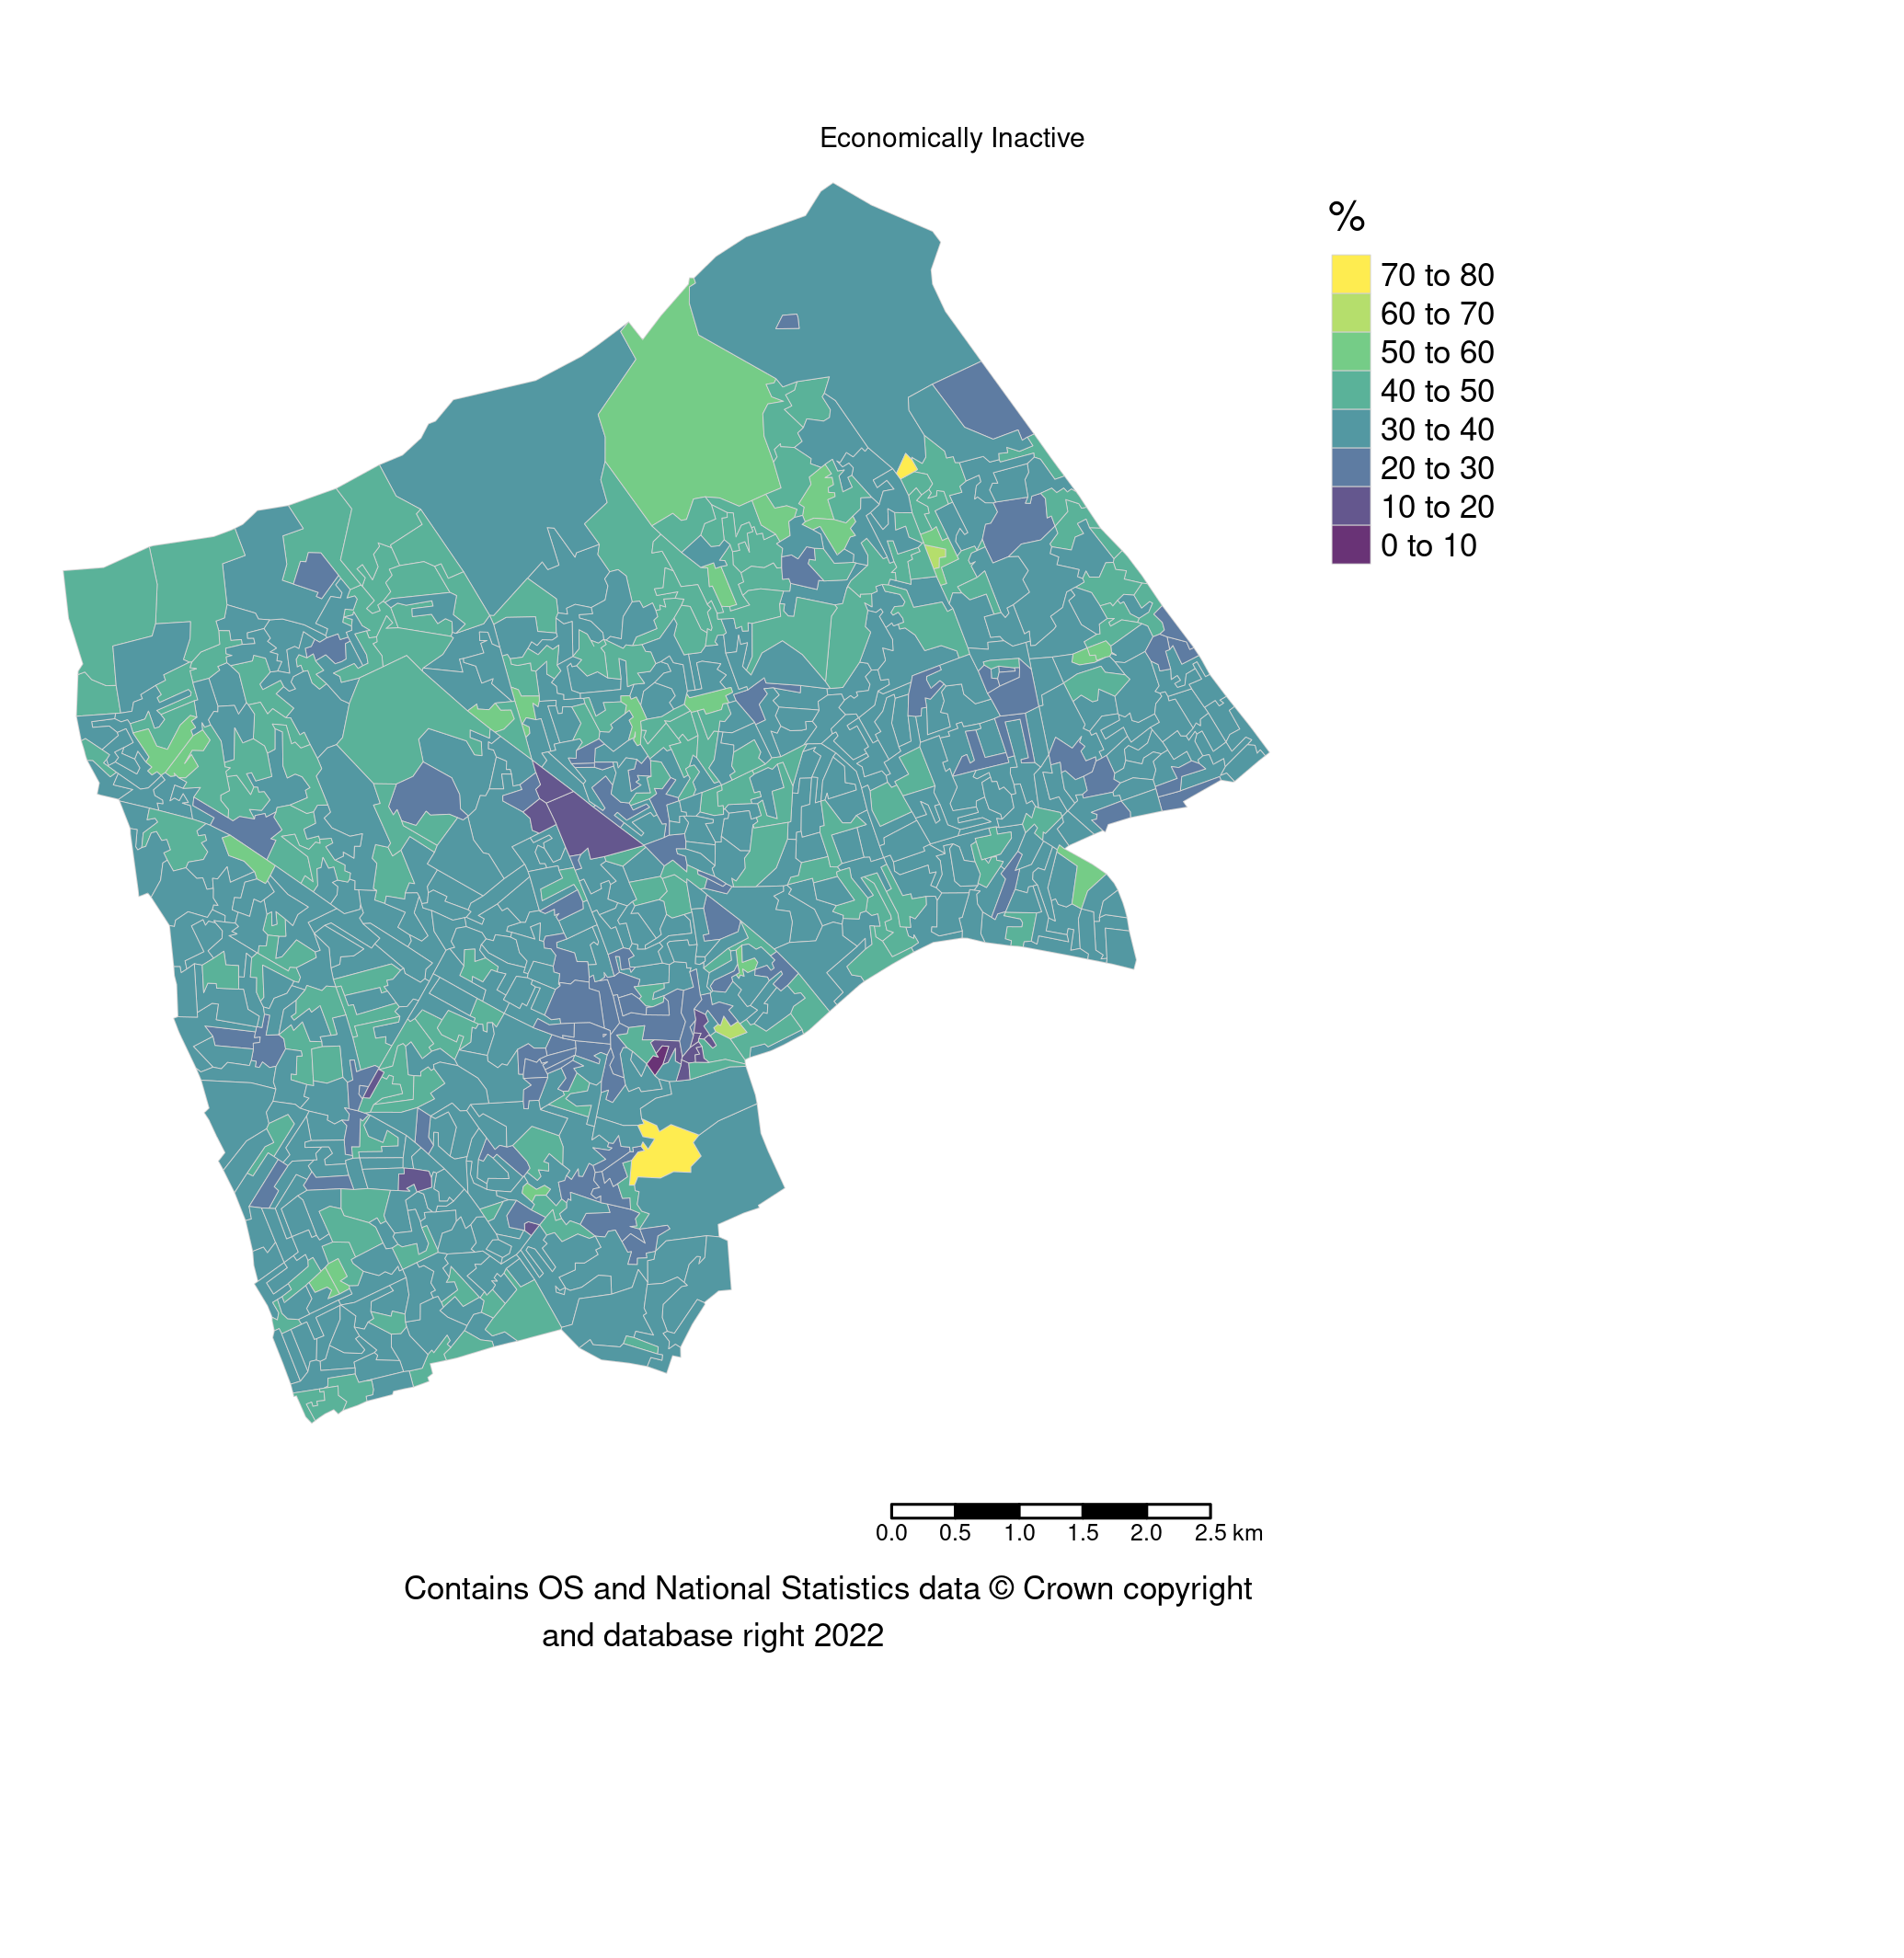 Economically Inactive
%
70 to 80
60 to 70
50 to 60
40 to 50
30 to 40
20 to 30
10 to 20
0 to 10
0.0 0.5 1.0 1.5 2.0 2.5 km
Contains OS and National Statistics data © Crown copyright
and database right 2022